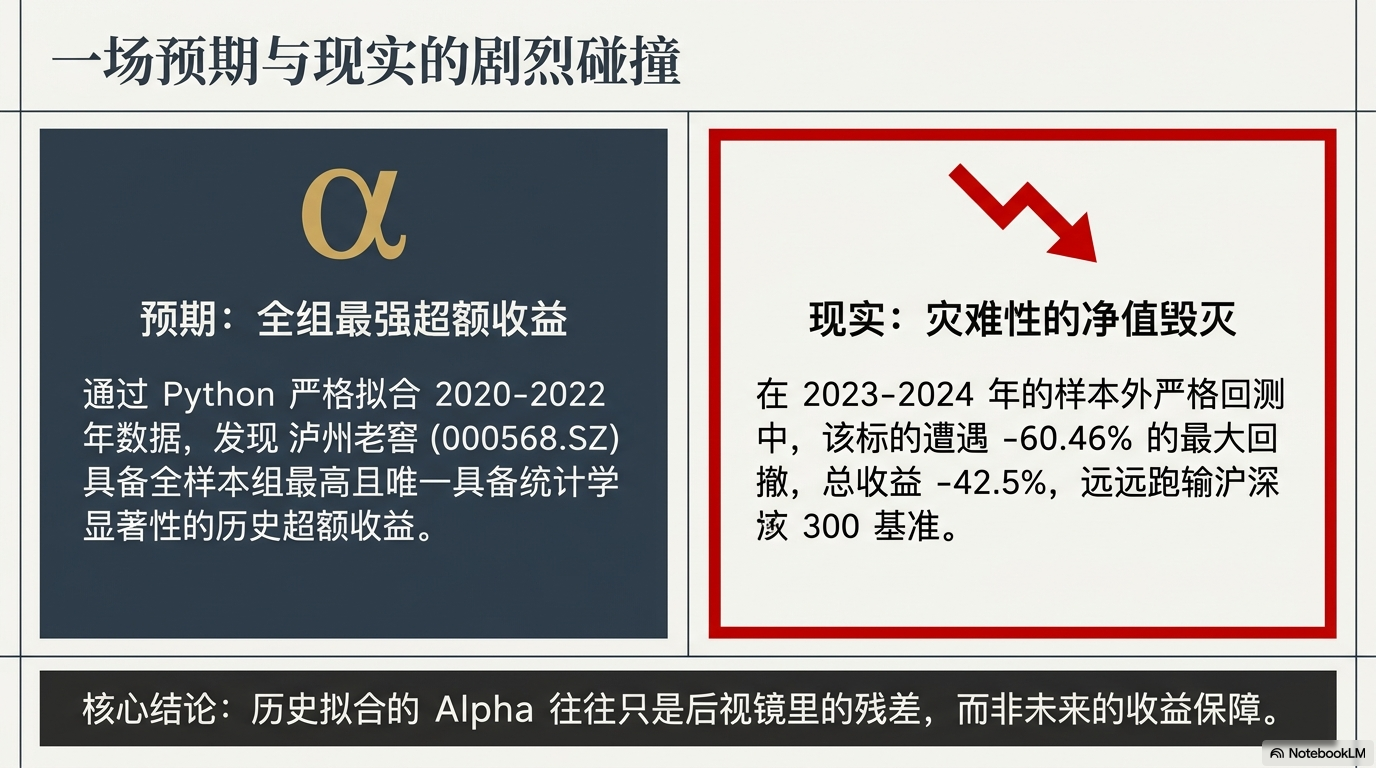 一场预期与现实的剧烈碰撞
α
预期：全组最强超额收益
通过 Python 严格拟合 2020-2022
年数据，发现 泸州老窖 (000568.SZ)
具备全样本组最高且唯一具备统计学
显著性的历史超额收益。
现实：灾难性的净值毁灭
在 2023-2024 年的样本外严格回测
中，该标的遭遇 -60.46% 的最大回
撤，总收益 -42.5%，远远跑输沪深
300 基准。
核心结论：历史拟合的 Alpha 往往只是后视镜里的残差，而非未来的收益保障。
NotebookLM